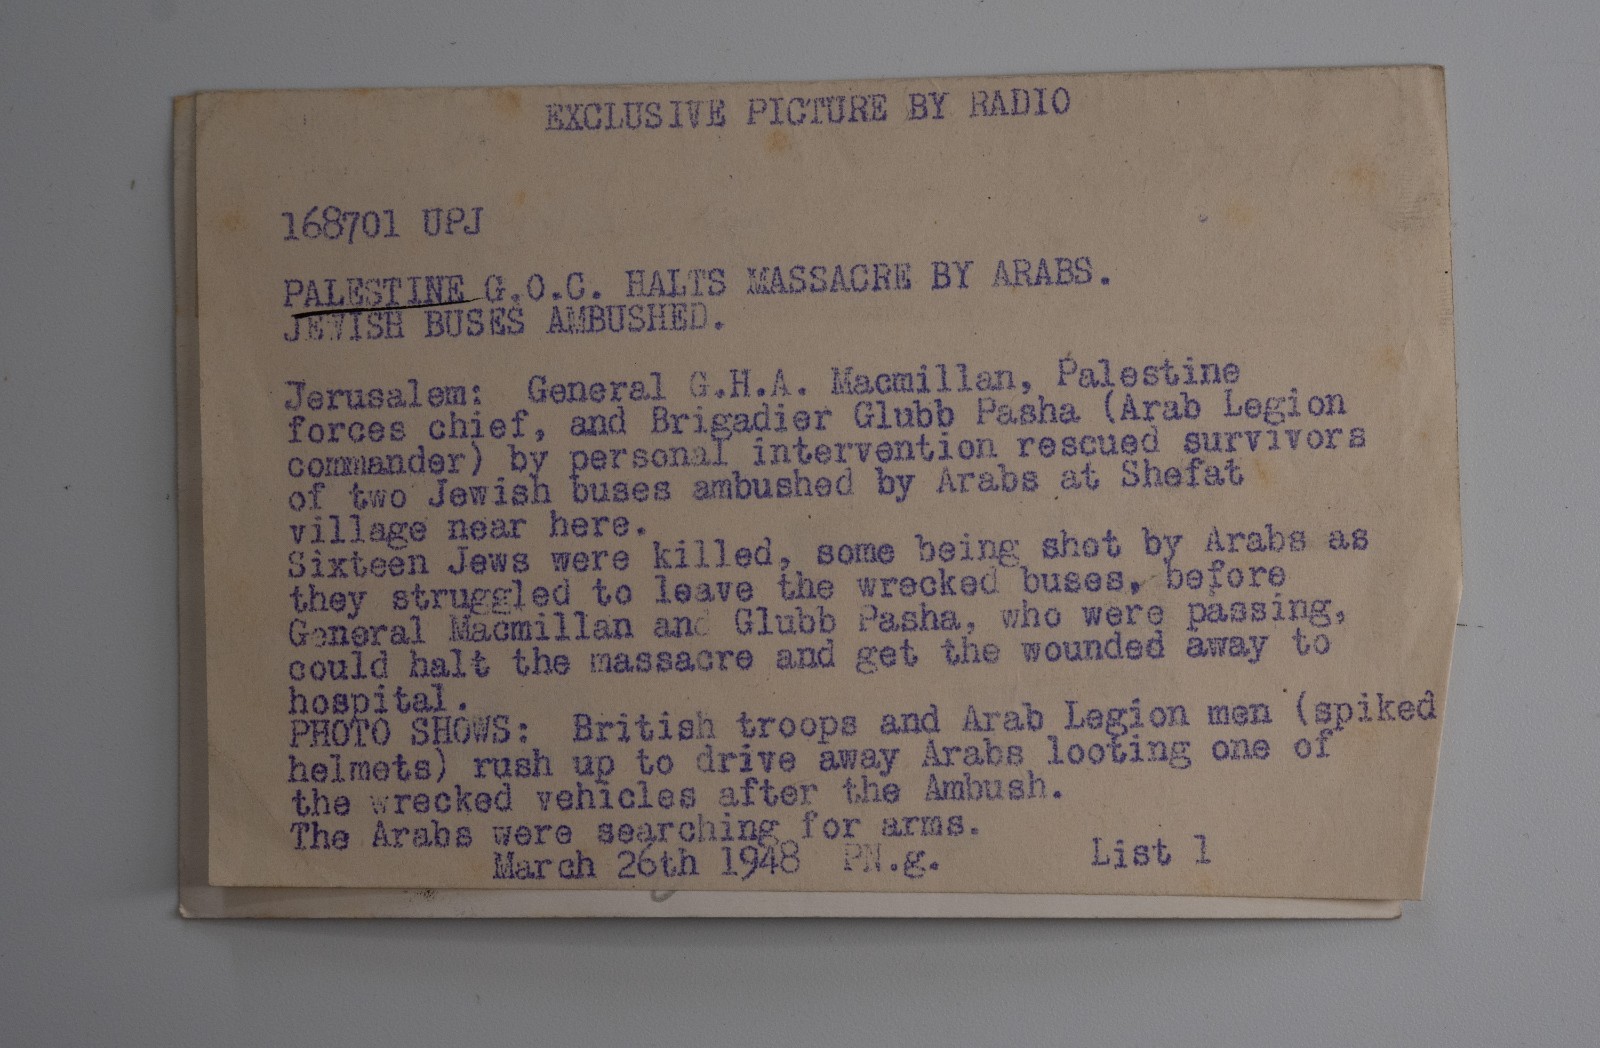 EXCLUSIVE PICTURE BY RADIO
168701 UPJ
PALESTINE G.O.C. HALTS MASSACRE BY ARABS.
JEWISH BUSES AMBUSHED.
Jerusalem: General G.H.A. Macmillan, Palestine
forces chief, and Brigadier Glubb Pasha (Arab Legion
commander) by personal intervention rescued survivors
of two Jewish buses ambushed by Arabs at Shefat
village near here.
Sixteen Jews were killed, some being shot by Arabs as
they struggled to leave the wrecked buses, before
General Macmillan and Glubb Pasha, who were passing,
could halt the massacre and get the wounded away to
hospital.
PHOTO SHOWS: British troops and Arab Legion men (spiked
helmets) rush up to drive away Arabs looting one of
the wrecked vehicles after the Ambush.
The Arabs were searching for arms.
March 26th 1948 PN.g. List 1